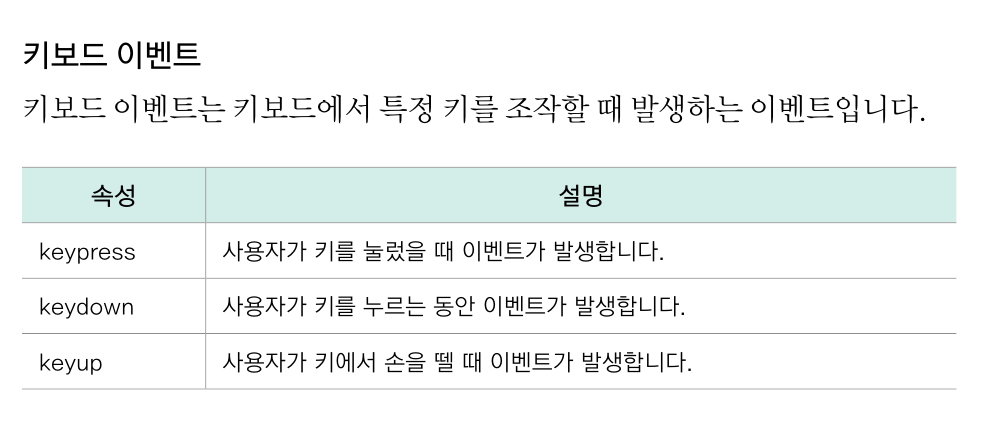 키보드 이벤트
키보드 이벤트는 키보드에서 특정 키를 조작할 때 발생하는 이벤트입니다.
속성 설명
keypress 사용자가 키를 눌렀을 때 이벤트가 발생합니다.
keydown 사용자가 키를 누르는 동안 이벤트가 발생합니다.
keyup 사용자가 키에서 손을 뗄 때 이벤트가 발생합니다.